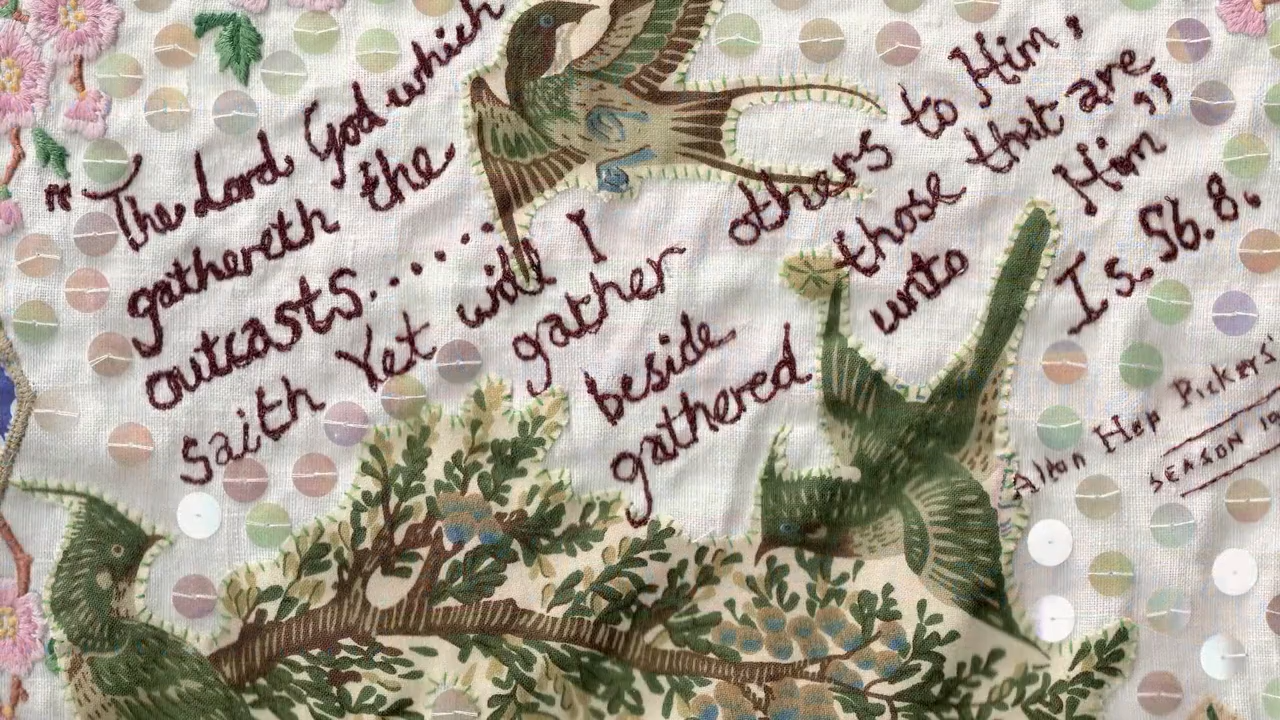 "The Lord God which
gathereth the
outcasts....
saith Yet will I
gather
others to Him,
beside
those that are
gathered
unto Him"
Is. 56. 8.
Alton Hop Pickers'
SEASON